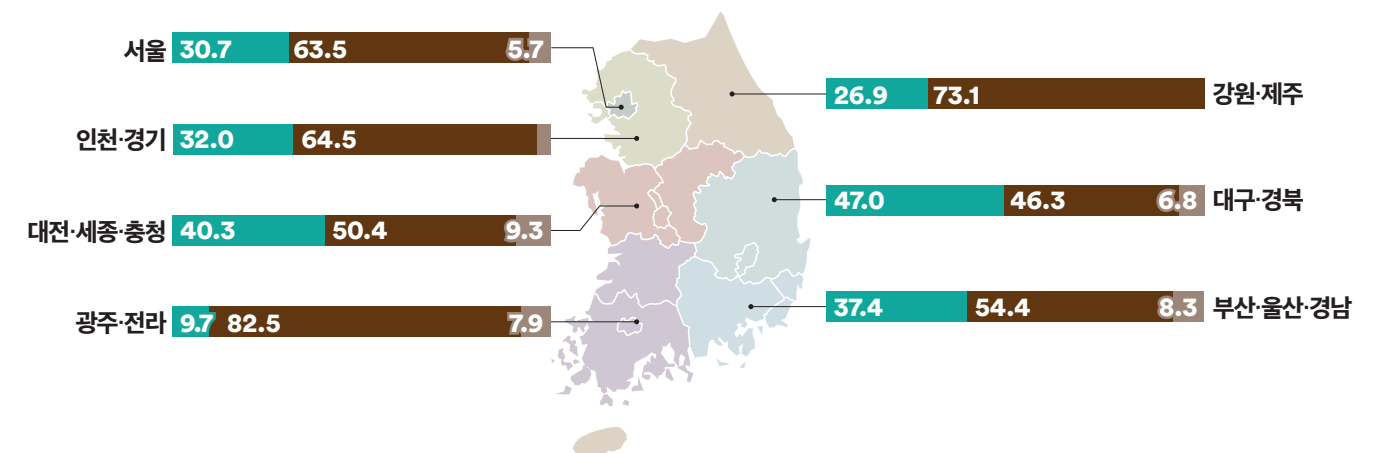 서울 30.7 63.5 5.7
인천·경기 32.0 64.5
대전·세종·충청 40.3 50.4 9.3
광주·전라 9.7 82.5 7.9
26.9 73.1 강원·제주
47.0 46.3 6.8 대구·경북
37.4 54.4 8.3 부산·울산·경남